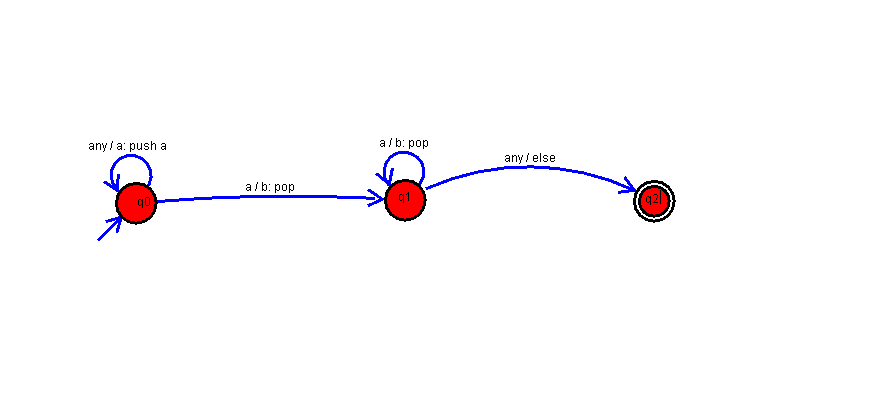 any / a: push a
a / b: pop
a / b: pop
any / else
q0
q1
q2